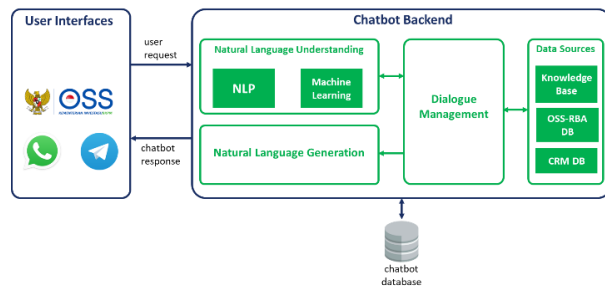 User Interfaces
OSS
user
request
chatbot
response
Chatbot Backend
Natural Language Understanding
NLP
Machine
Learning
Natural Language Generation
Dialogue
Management
Data Sources
Knowledge
Base
OSS-RBA
DB
CRM DB
chatbot
database